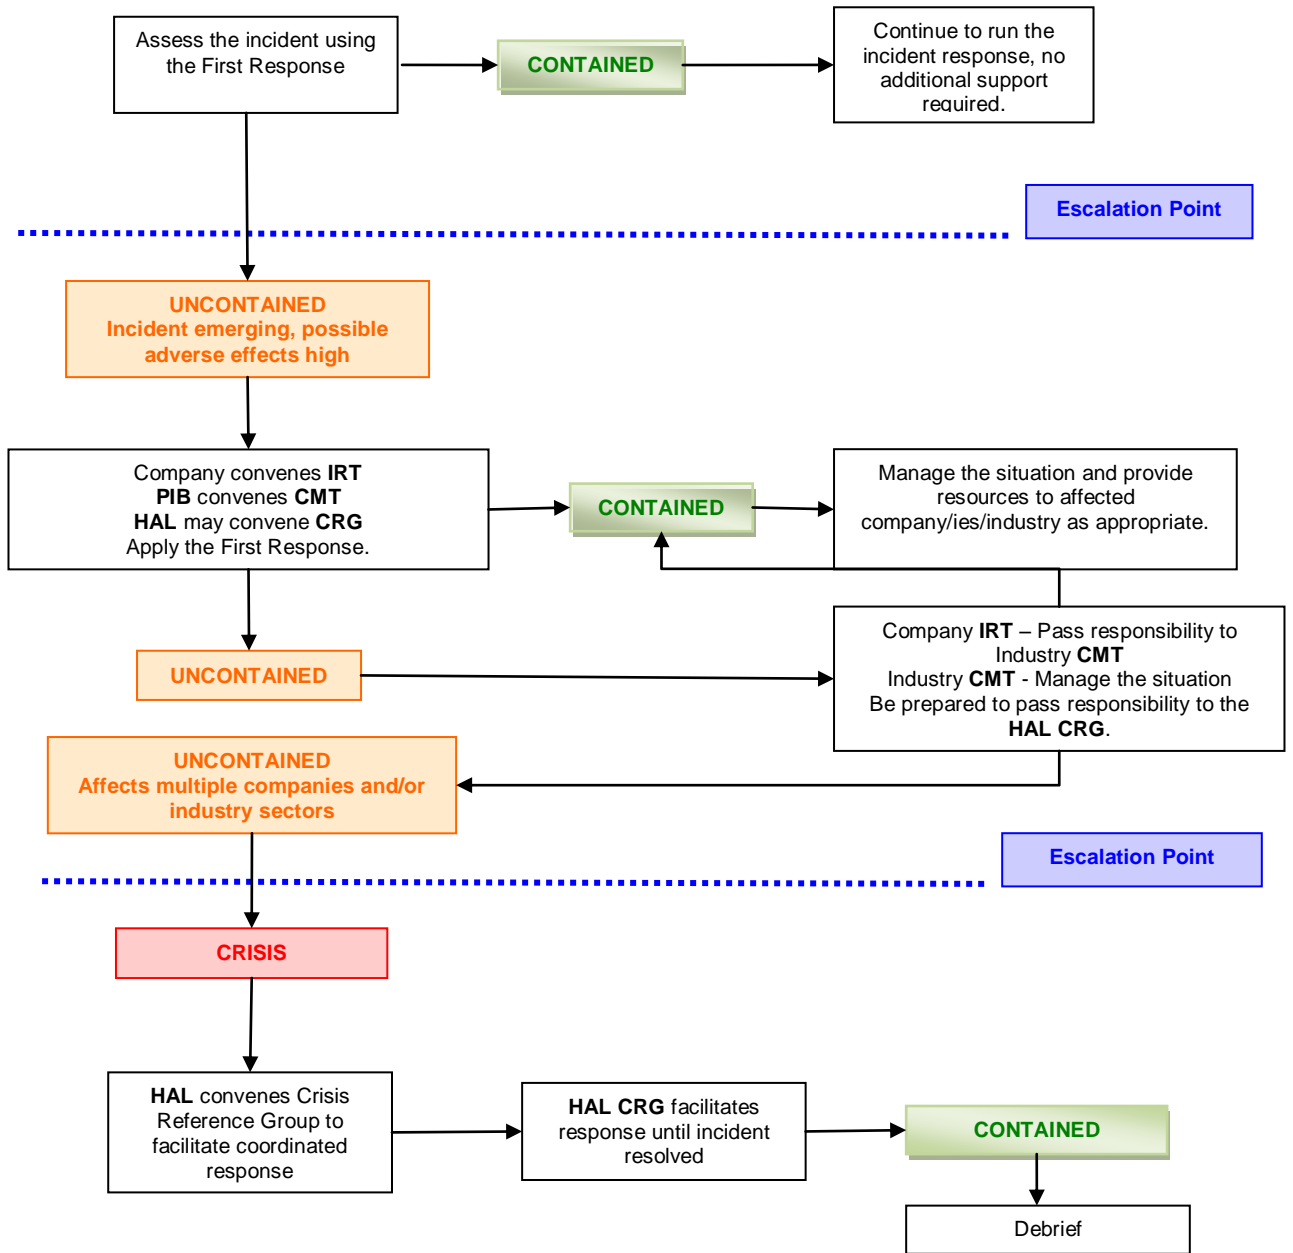 Assess the incident using
the First Response
CONTAINED
Continue to run the
incident response, no
additional support
required.
Escalation Point
UNCONTAINED
Incident emerging, possible
adverse effects high
Company convenes IRT
PIB convenes CMT
HAL may convene CRG
Apply the First Response.
CONTAINED
Manage the situation and provide
resources to affected
company/ies/industry as appropriate.
UNCONTAINED
Company IRT – Pass responsibility to
Industry CMT
Industry CMT - Manage the situation
Be prepared to pass responsibility to the
HAL CRG.
UNCONTAINED
Affects multiple companies and/or
industry sectors
Escalation Point
CRISIS
HAL convenes Crisis
Reference Group to
facilitate coordinated
response
HAL CRG facilitates
response until incident
resolved
CONTAINED
Debrief